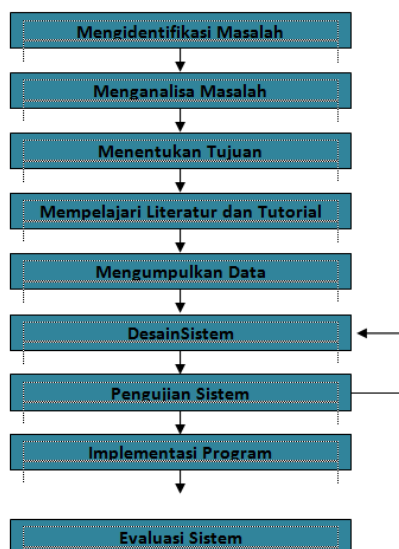 Mengidentifikasi Masalah
Menganalisa Masalah
Menentukan Tujuan
Mempelajari Literatur dan Tutorial
Mengumpulkan Data
DesainSistem
Pengujian Sistem
Implementasi Program
Evaluasi Sistem